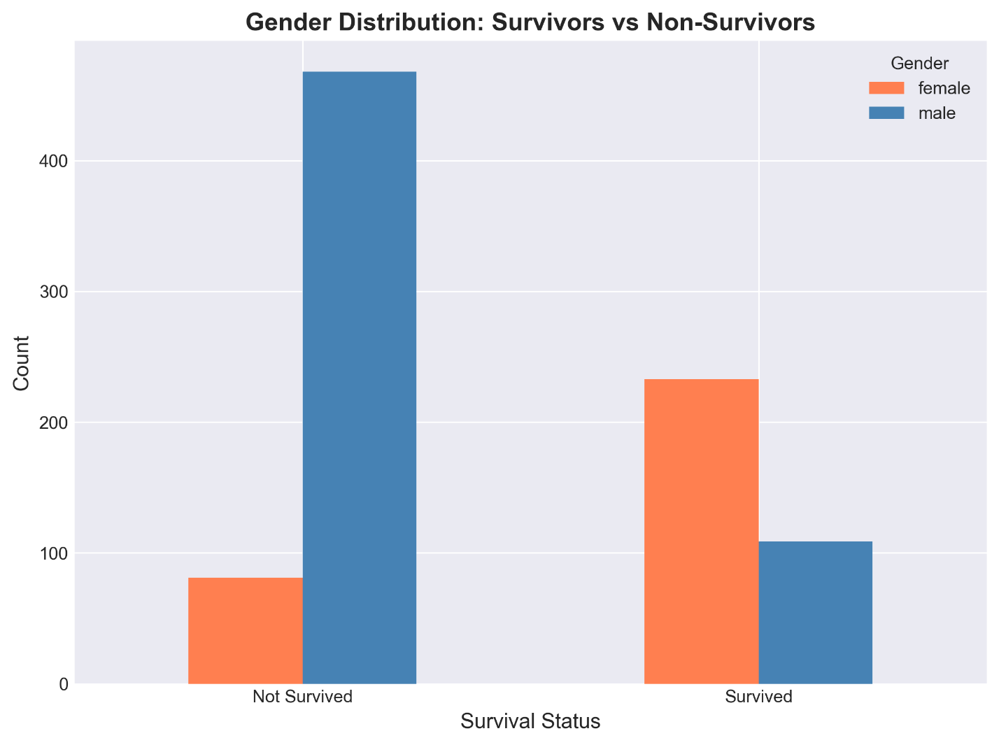 Gender Distribution: Survivors vs Non-Survivors
Gender
female
male
Count
400
300
200
100
0
Not Survived
Survived
Survival Status